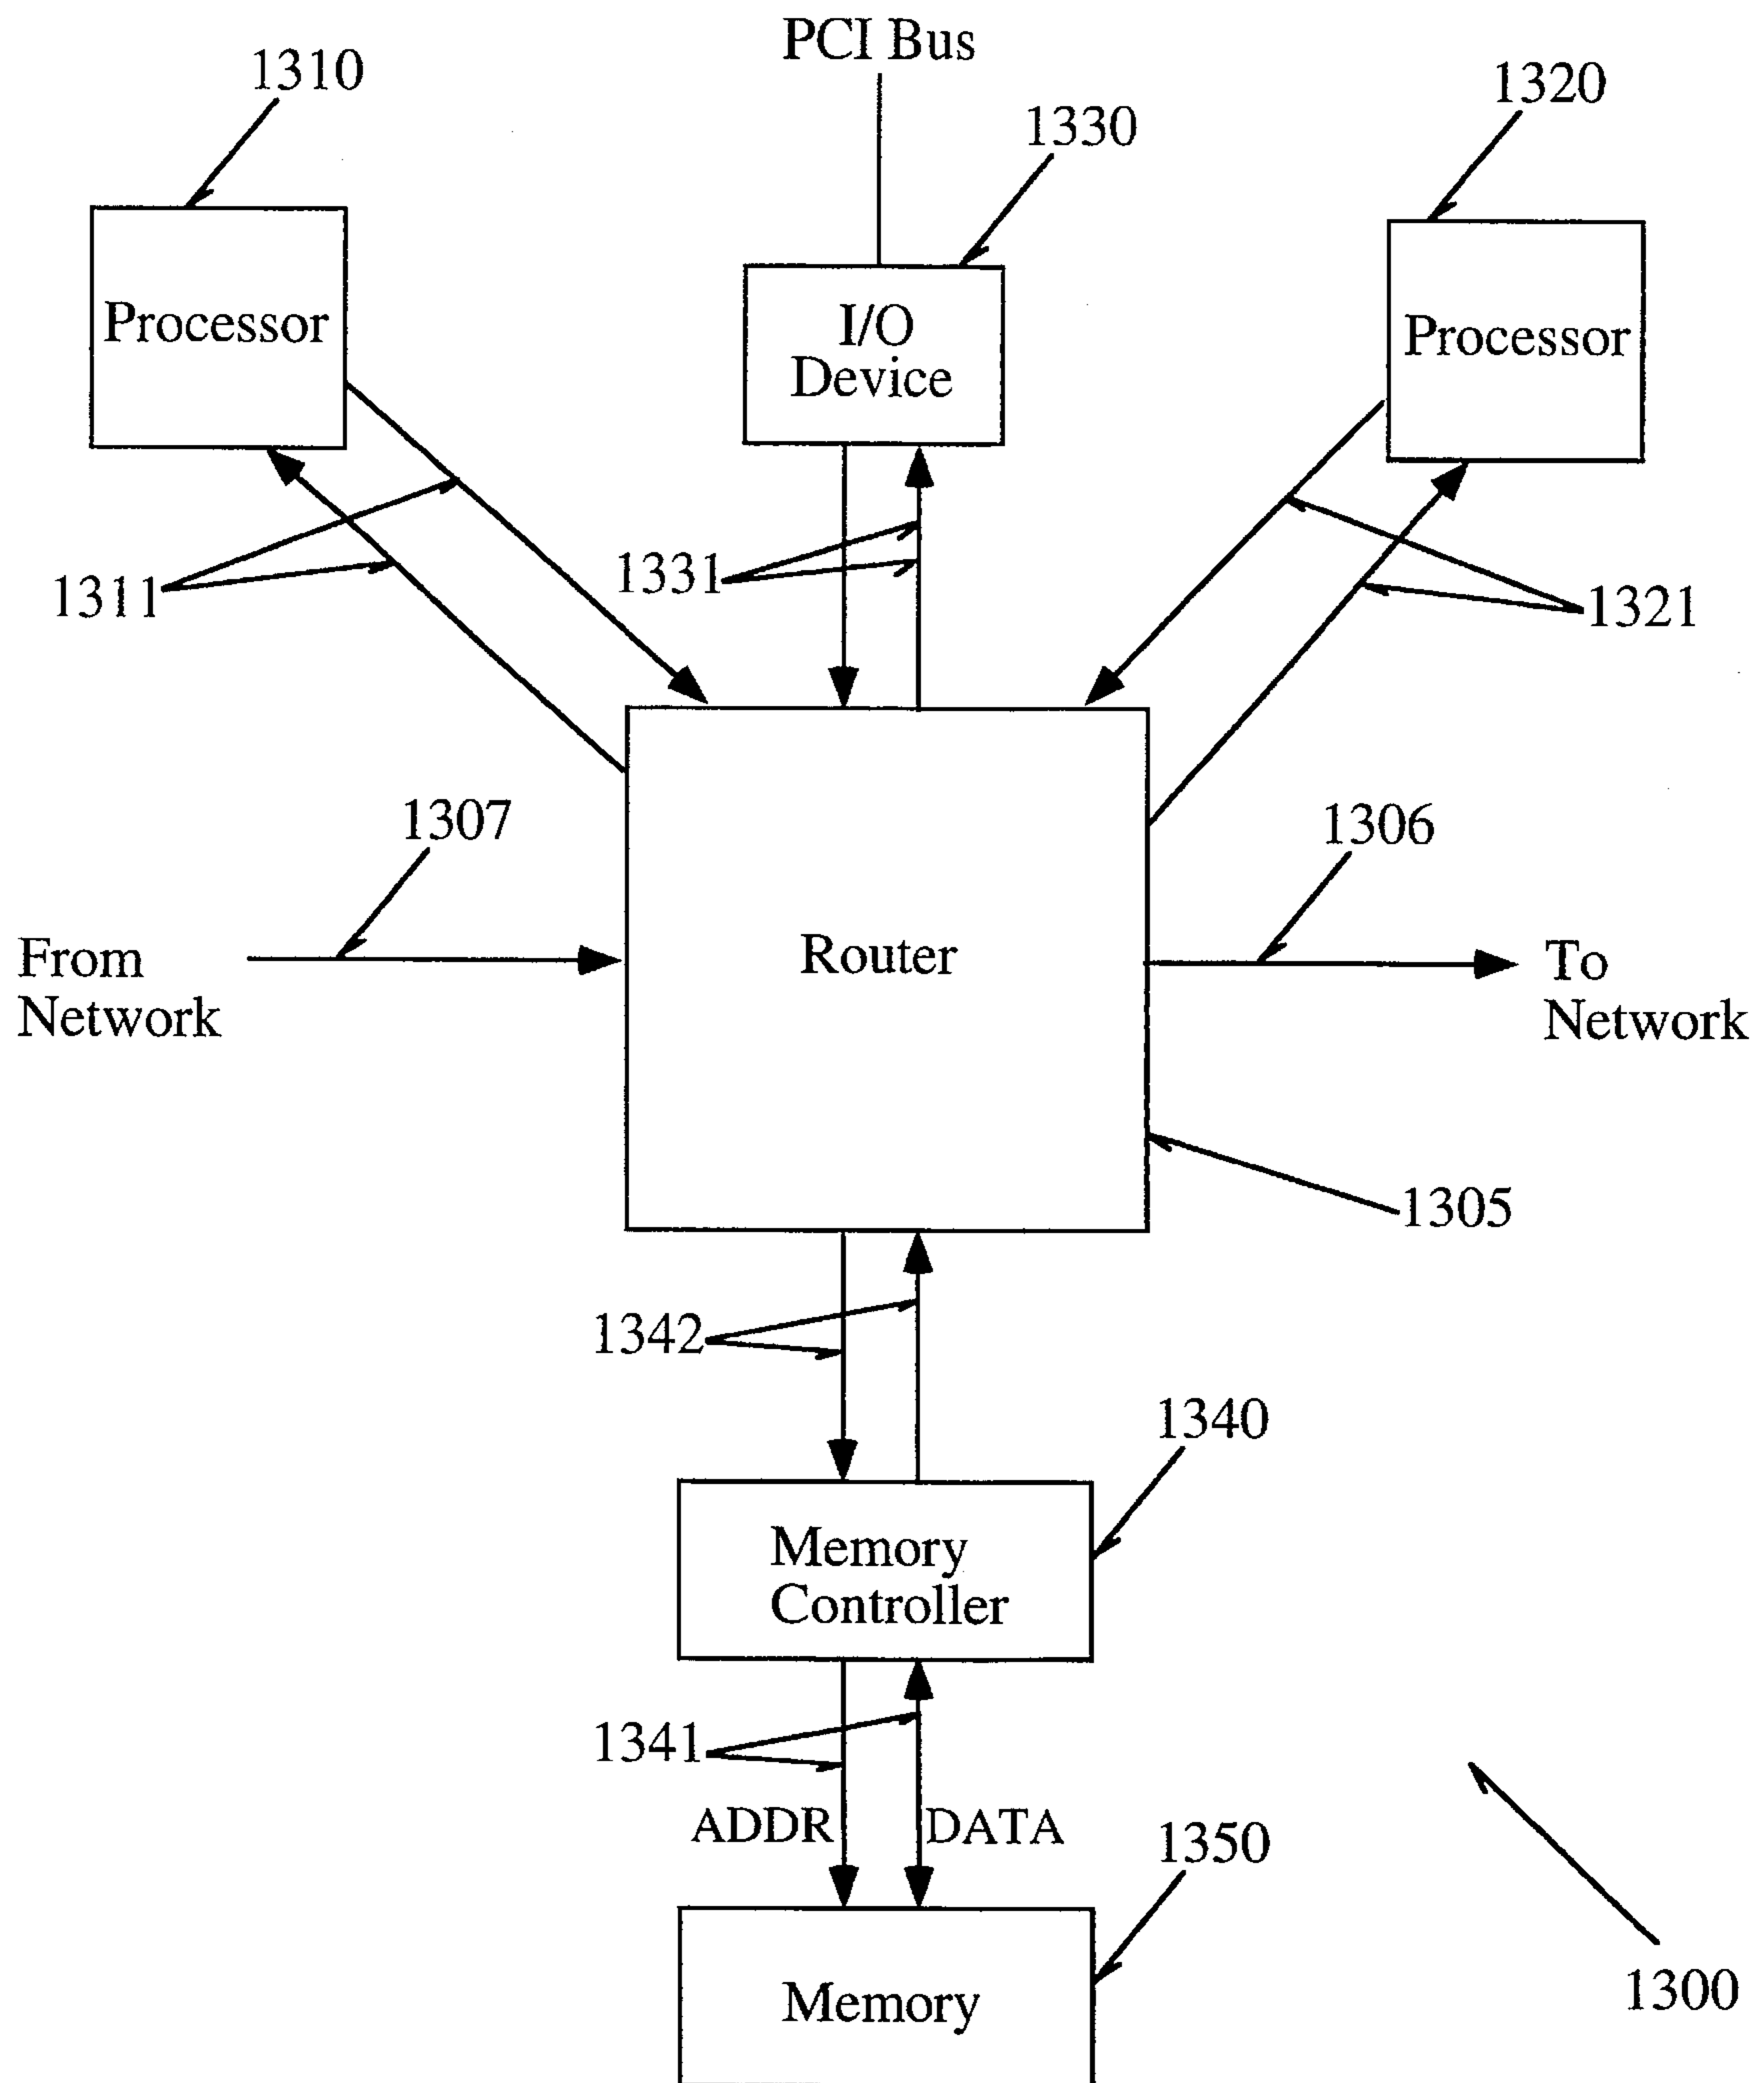 PCI Bus
1310
1330
1320
Processor
I/O
Device
Processor
1311
1331
1321
1307
1306
From
Network
Router
To
Network
1305
1342
1340
Memory
Controller
1341
ADDR
DATA
1350
Memory
1300